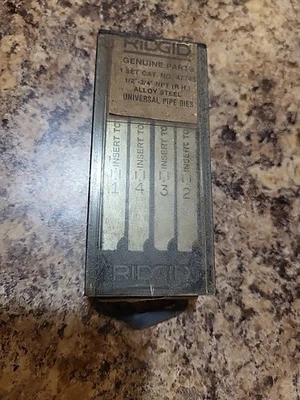 RIDGID
GENUINE PARTS
1 SET CAT. NO.
1/2"-3/4" NPT (R.H.)
ALLOY STEEL
UNIVERSAL PIPE DIES
INSERT TO
INSERT TO
INSERT TO
INSERT TO
1
4
3
2
RIDGID